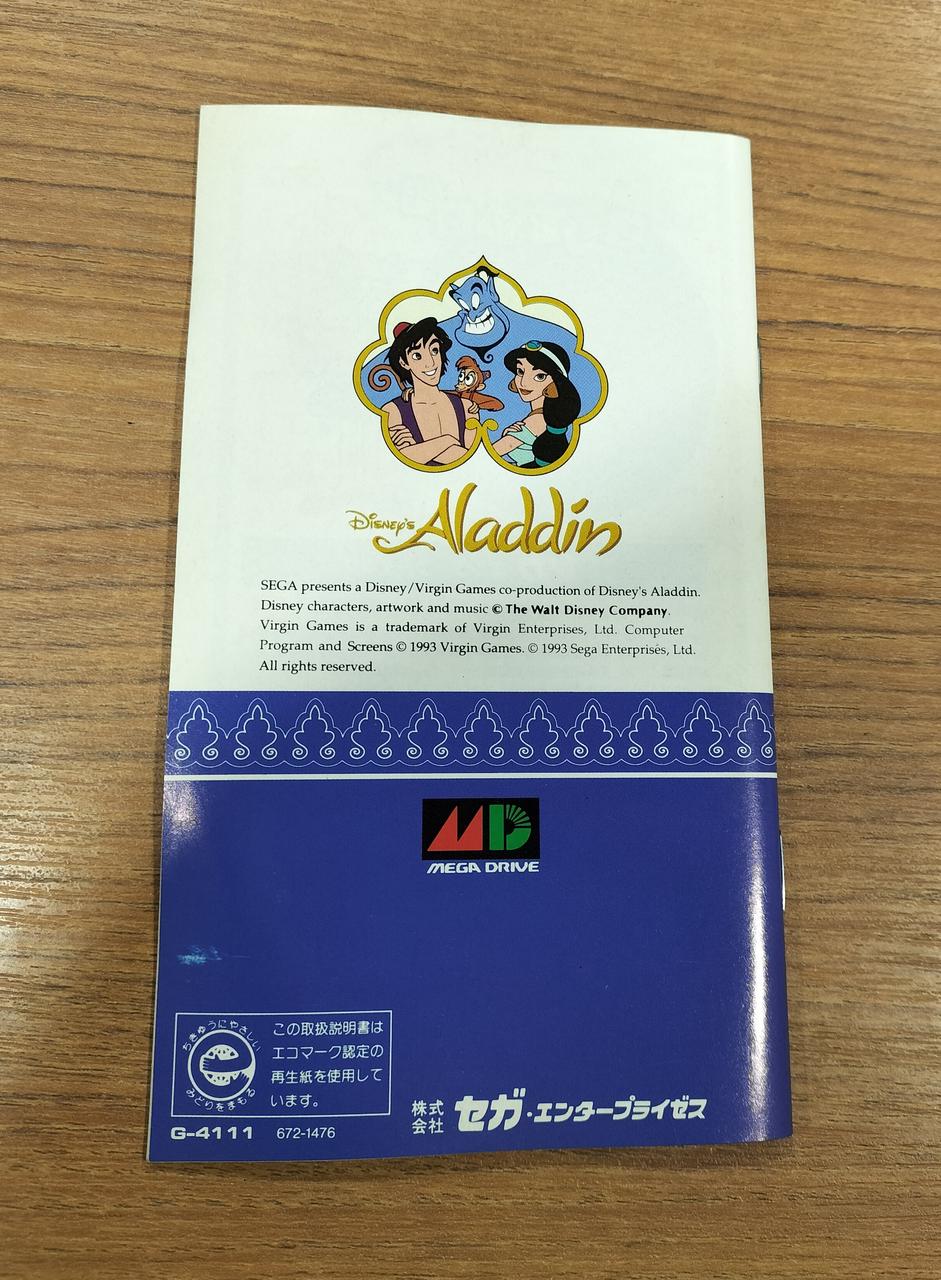 Disney's Aladdin
SEGA presents a Disney/Virgin Games co-production of Disney's Aladdin.
Disney characters, artwork and music © The Walt Disney Company.
Virgin Games is a trademark of Virgin Enterprises, Ltd. Computer
Program and Screens © 1993 Virgin Games. © 1993 Sega Enterprises, Ltd.
All rights reserved.
MD
MEGA DRIVE
ちきゅうにやさしい
みどりをまもる
この取扱説明書は
エコマーク認定の
再生紙を使用して
います。
G-4111 672-1476
株式会社 セガ・エンタープライゼス